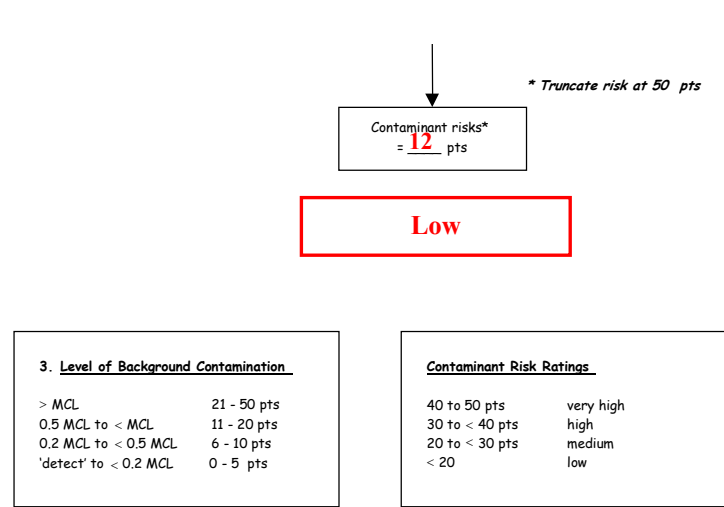 * Truncate risk at 50 pts
Contaminant risks*
= 12 pts
Low
3. Level of Background Contamination
> MCL 21 - 50 pts
0.5 MCL to < MCL 11 - 20 pts
0.2 MCL to < 0.5 MCL 6 - 10 pts
‘detect’ to < 0.2 MCL 0 - 5 pts
Contaminant Risk Ratings
40 to 50 pts very high
30 to < 40 pts high
20 to < 30 pts medium
< 20 low